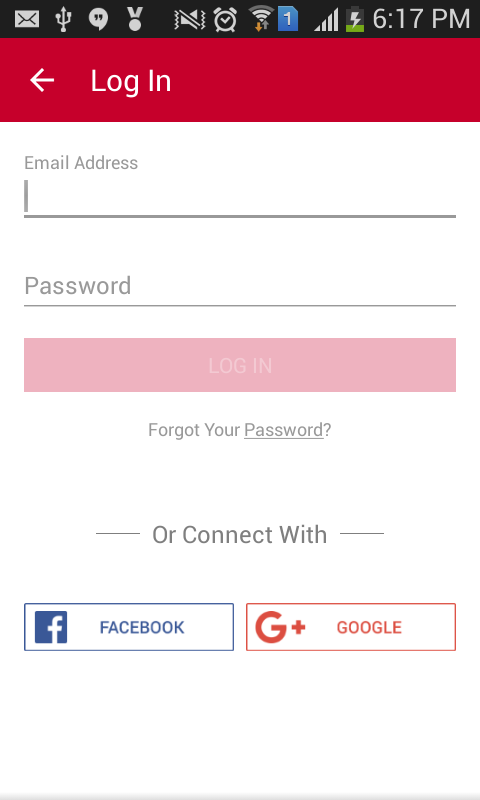 1 6:17 PM
Log In
Email Address
Password
LOG IN
Forgot Your Password?
Or Connect With
f FACEBOOK G+ GOOGLE